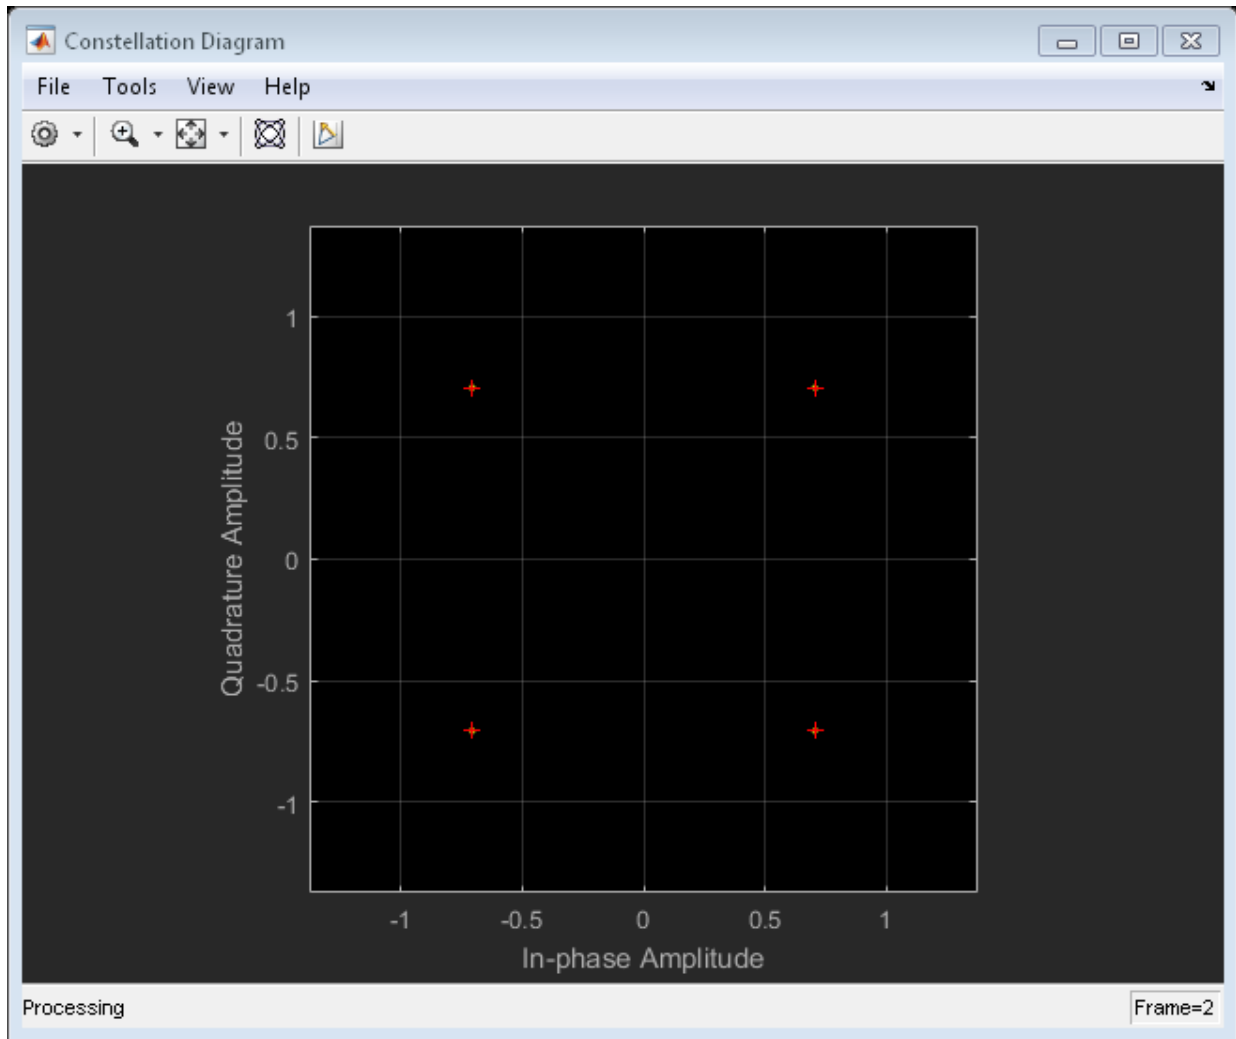 Constellation Diagram
File Tools View Help
1
0.5
0
-0.5
-1
Quadrature Amplitude
-1 -0.5 0 0.5 1
In-phase Amplitude
Processing Frame=2